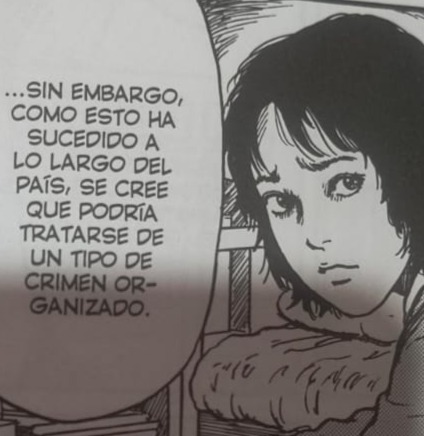 ...SIN EMBARGO,
COMO ESTO HA
SUCEDIDO A
LO LARGO DEL
PAÍS, SE CREE
QUE PODRÍA
TRATARSE DE
UN TIPO DE
CRIMEN OR-
GANIZADO.